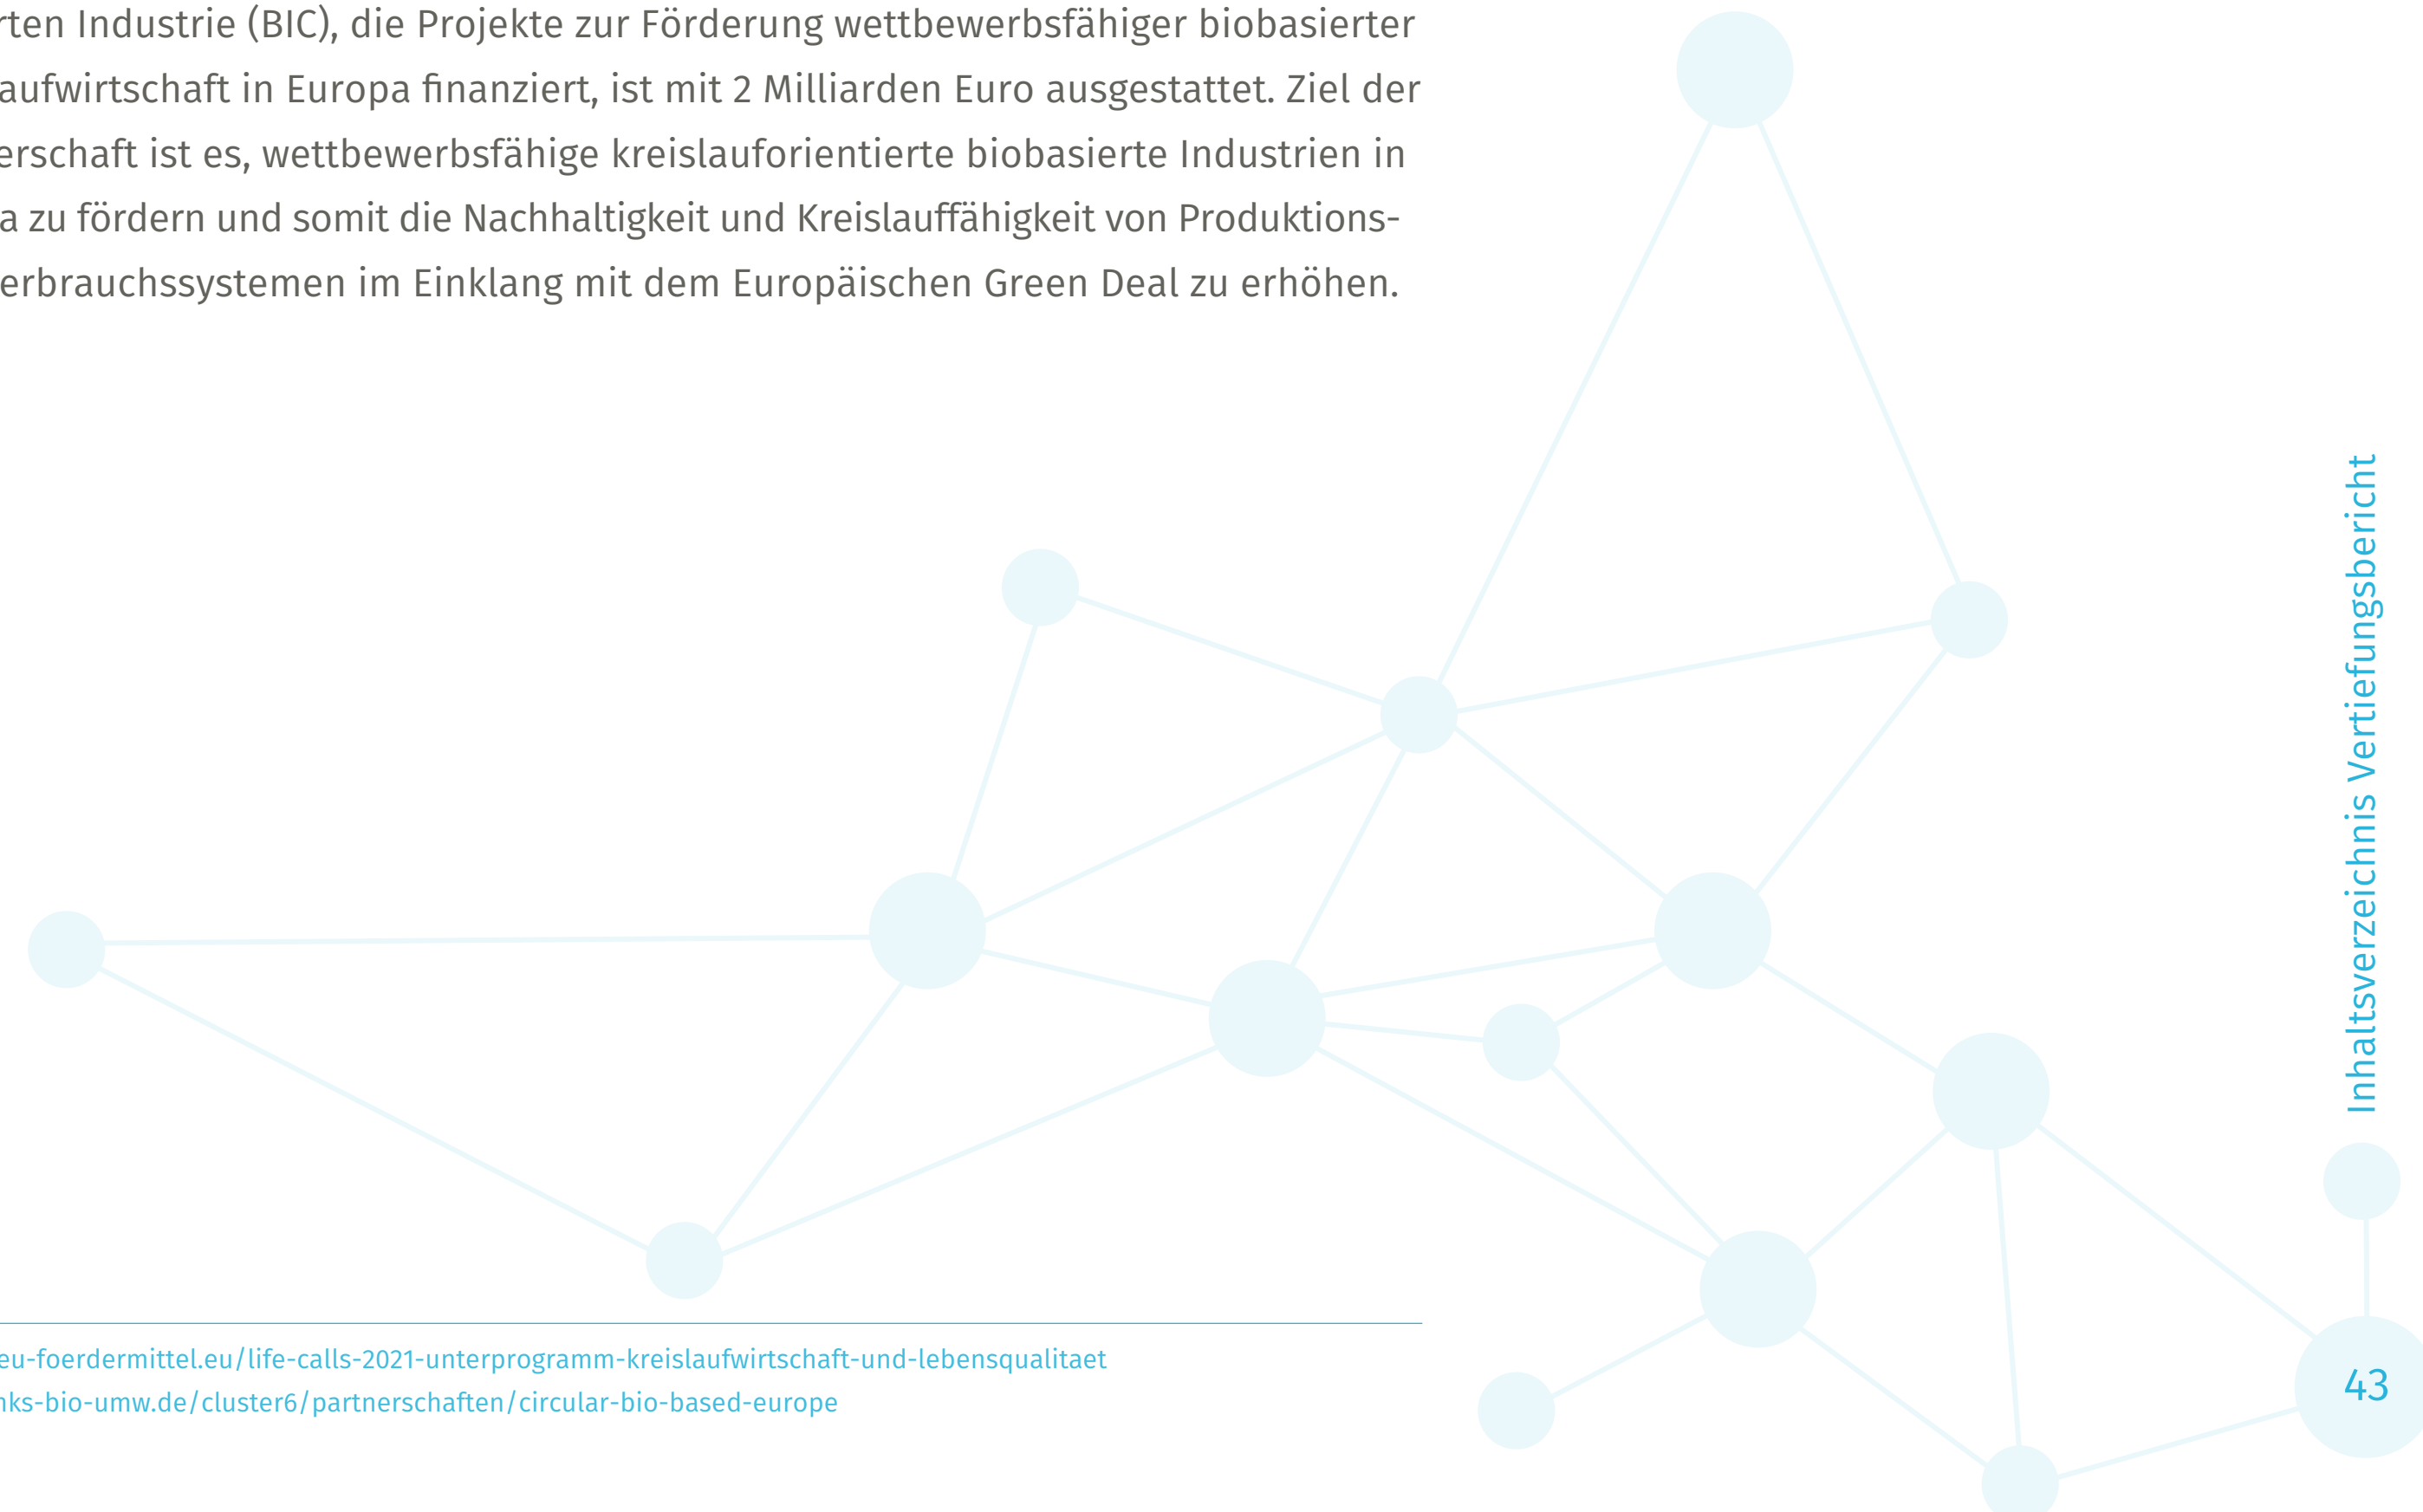 rten Industrie (BIC), die Projekte zur Förderung wettbewerbsfähiger biobasierter
aufwirtschaft in Europa finanziert, ist mit 2 Milliarden Euro ausgestattet. Ziel der
erschaft ist es, wettbewerbsfähige kreislauforientierte biobasierte Industrien in
a zu fördern und somit die Nachhaltigkeit und Kreislauffähigkeit von Produktions-
erbrauchssystemen im Einklang mit dem Europäischen Green Deal zu erhöhen.
Inhaltsverzeichnis Vertiefungsbericht
eu-foerdermittel.eu/life-calls-2021-unterprogramm-kreislaufwirtschaft-und-lebensqualitaet
nks-bio-umw.de/cluster6/partnerschaften/circular-bio-based-europe
43